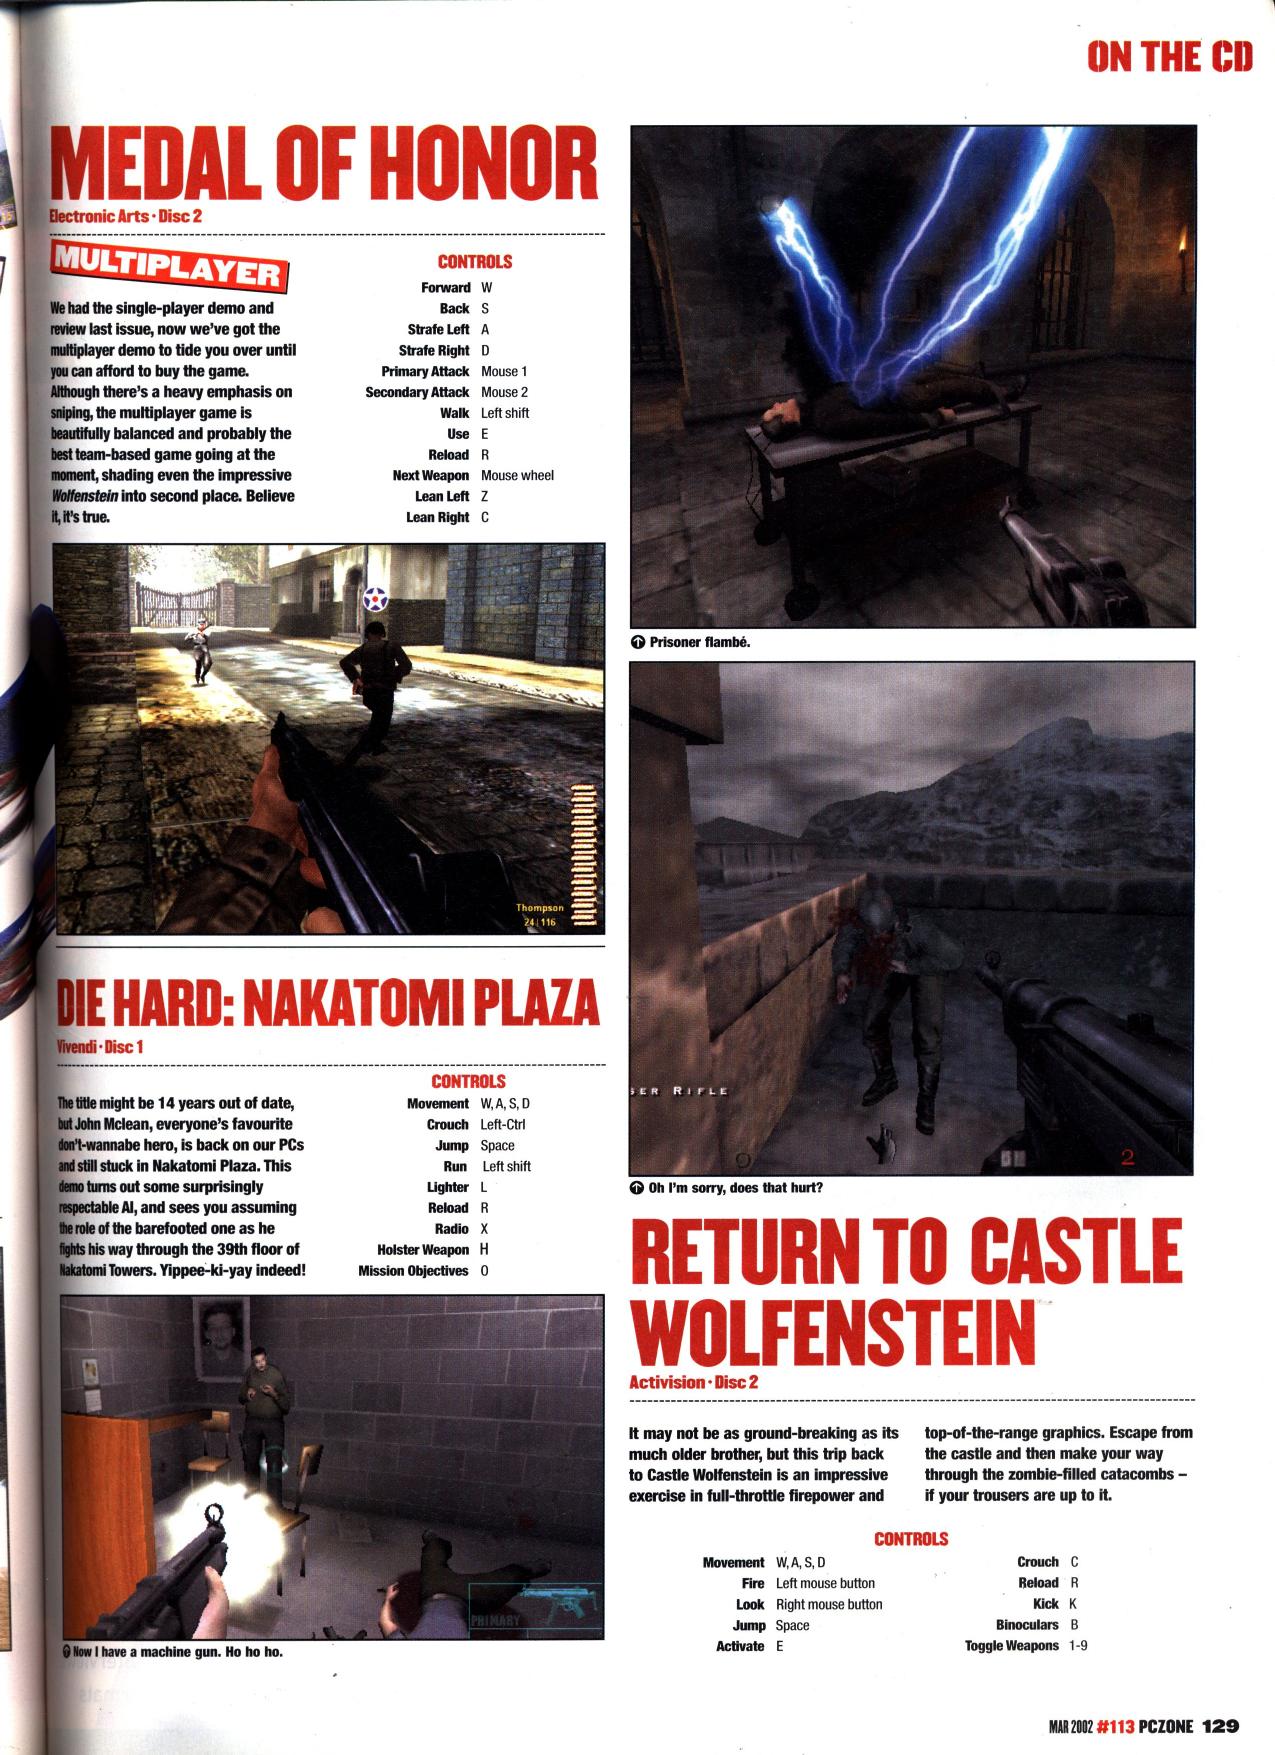 ON THE CD
MEDAL OF HONOR
Electronic Arts • Disc 2
MULTIPLAYER
We had the single-player demo and
review last issue, now we've got the
multiplayer demo to tide you over until
you can afford to buy the game.
Although there's a heavy emphasis on
sniping, the multiplayer game is
beautifully balanced and probably the
best team-based game going at the
moment, shading even the impressive
Wolfenstein into second place. Believe
it, it's true.
CONTROLS
Forward W
Back S
Strafe Left A
Strafe Right D
Primary Attack Mouse 1
Secondary Attack Mouse 2
Walk Left shift
Use E
Reload R
Next Weapon Mouse wheel
Lean Left Z
Lean Right C
Thompson
24 | 116
DIE HARD: NAKATOMI PLAZA
Vivendi • Disc 1
The title might be 14 years out of date,
but John Mclean, everyone's favourite
don't-wannabe hero, is back on our PCs
and still stuck in Nakatomi Plaza. This
demo turns out some surprisingly
respectable AI, and sees you assuming
the role of the barefooted one as he
fights his way through the 39th floor of
Nakatomi Towers. Yippee-ki-yay indeed!
CONTROLS
Movement W, A, S, D
Crouch Left-Ctrl
Jump Space
Run Left shift
Lighter L
Reload R
Radio X
Holster Weapon H
Mission Objectives O
PRIMARY
Now I have a machine gun. Ho ho ho.
Prisoner flambé.
SER RIFLE
2
Oh I'm sorry, does that hurt?
RETURN TO CASTLE
WOLFENSTEIN
Activision • Disc 2
It may not be as ground-breaking as its
much older brother, but this trip back
to Castle Wolfenstein is an impressive
exercise in full-throttle firepower and
top-of-the-range graphics. Escape from
the castle and then make your way
through the zombie-filled catacombs –
if your trousers are up to it.
CONTROLS
Movement W, A, S, D
Fire Left mouse button
Look Right mouse button
Jump Space
Activate E
Crouch C
Reload R
Kick K
Binoculars B
Toggle Weapons 1-9
MAR 2002 #113 PCZONE 129